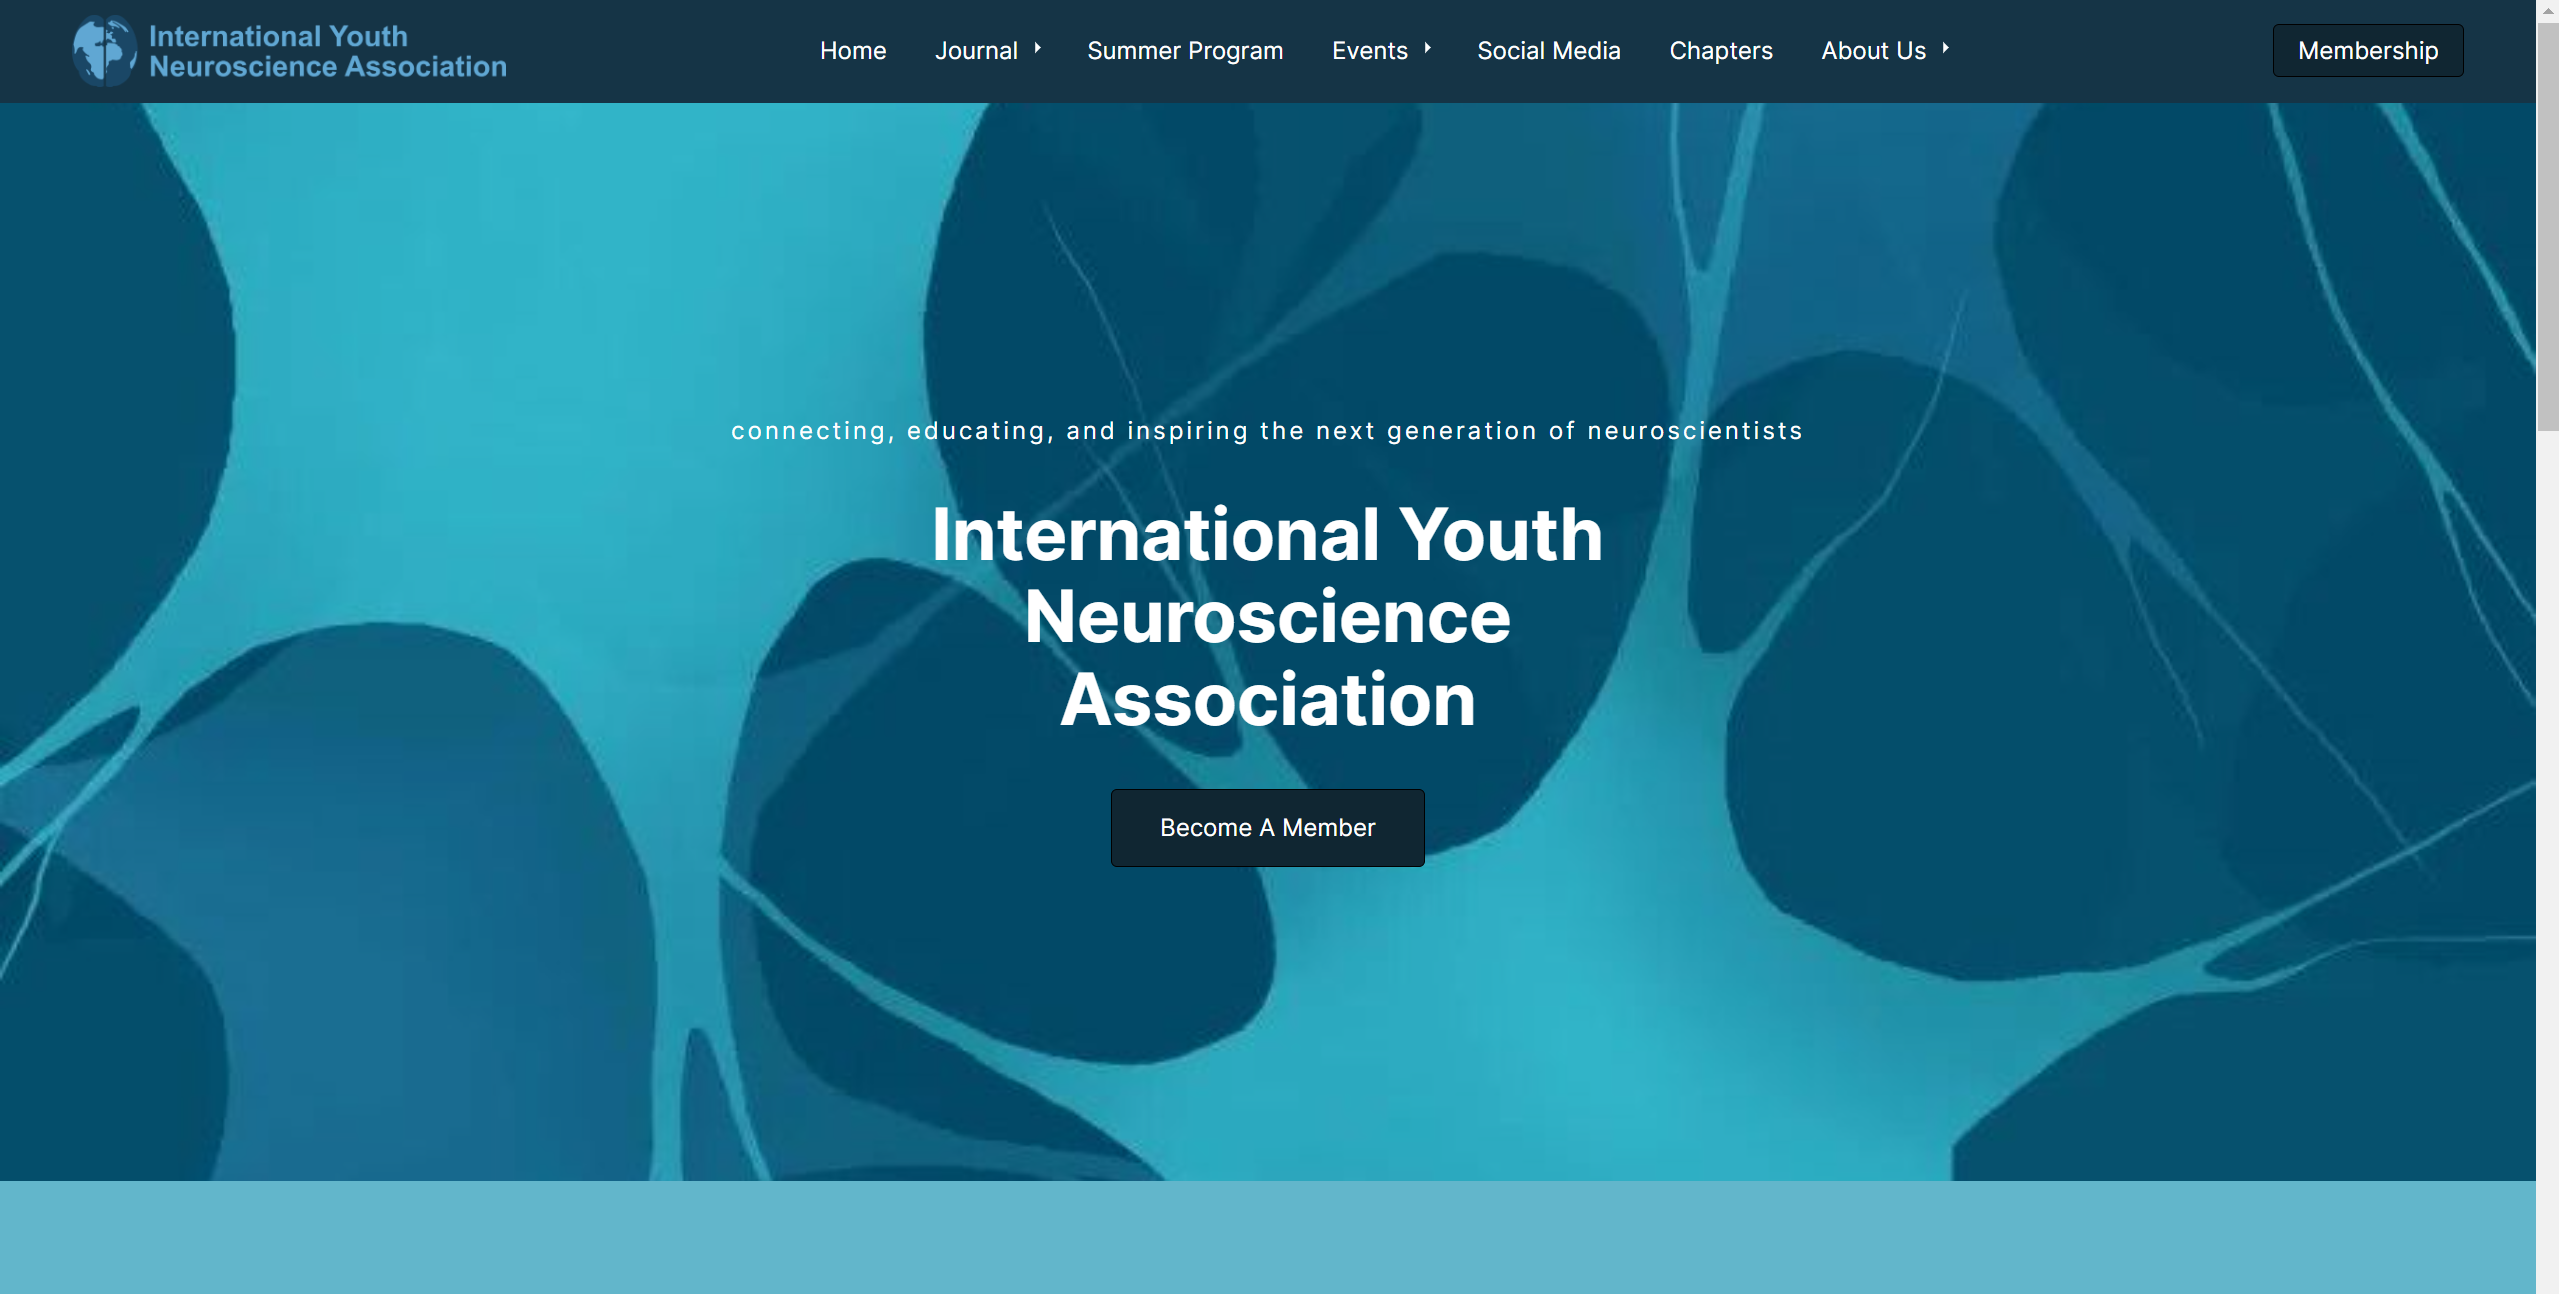 International Youth
Neuroscience Association
Home Journal Summer Program Events Social Media Chapters About Us Membership
connecting, educating, and inspiring the next generation of neuroscientists
International Youth
Neuroscience
Association
Become A Member